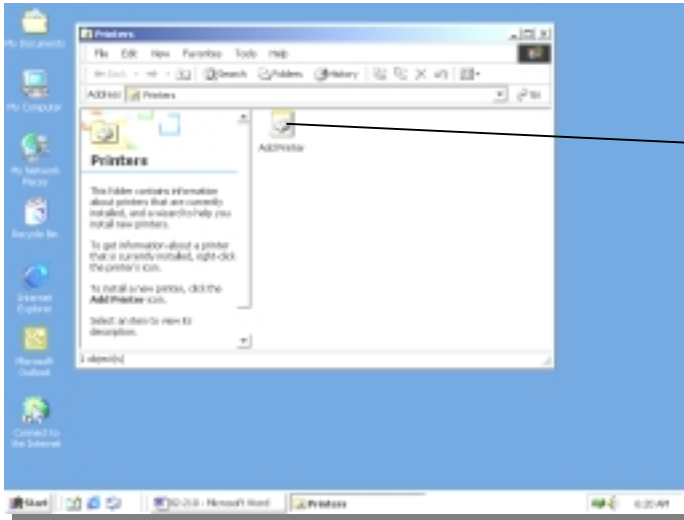 My Documents
My Computer
My Network
Places
Recycle Bin
Internet
Explorer
Microsoft
Outlook
Connect to
the Internet
Printers
File Edit View Favorites Tools Help
Back Search Folders History
Address Printers Go
Add Printer
Printers
This folder contains information
about printers that are currently
installed, and a wizard to help you
install new printers.
To get information about a printer
that is currently installed, right-click
the printer's icon.
To install a new printer, click the
Add Printer icon.
Select an item to view its
description.
1 object(s)
Start - Microsoft Word Printers 6:20 AM